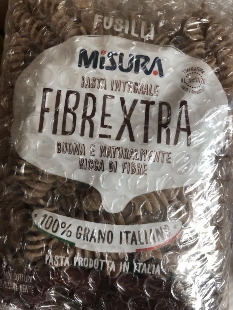 FUSILLI
MiSURA
PASTA INTEGRALE
FIBREXTRA
BUONA E NATURALMENTE
RICCA DI FIBRE
100% GRANO ITALIANO
PASTA PRODOTTA IN ITALIA